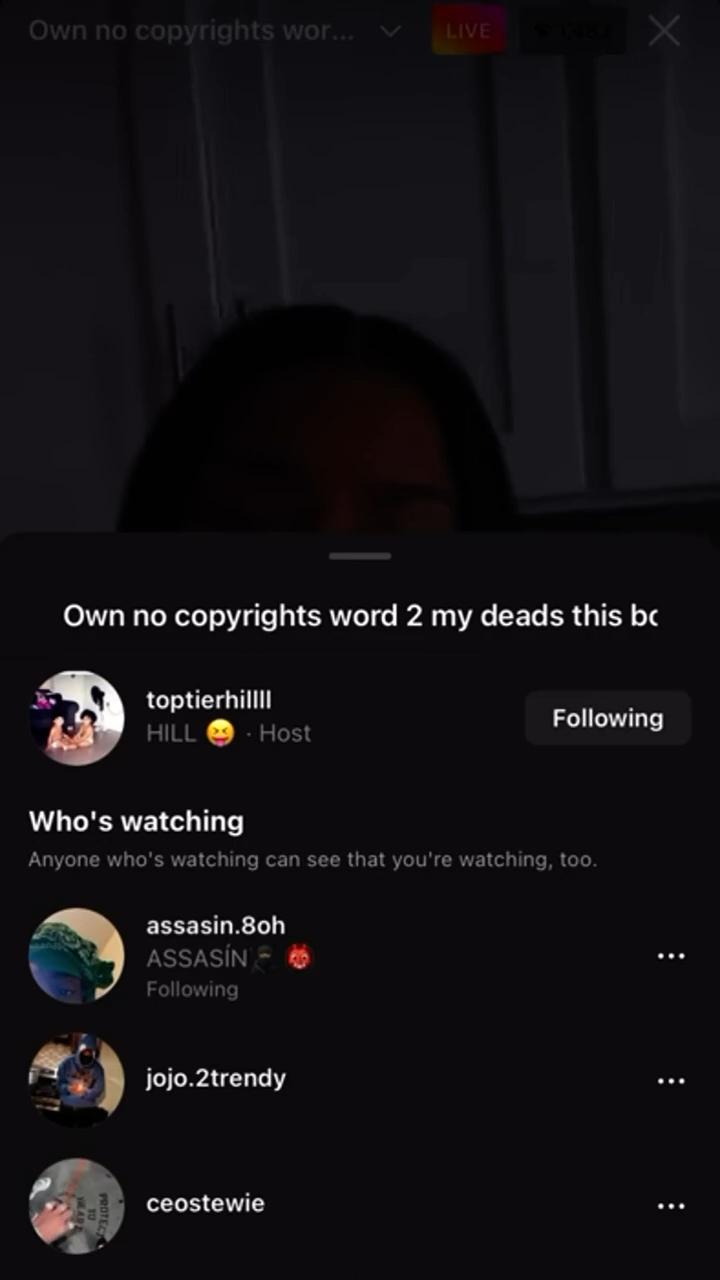 Own no copyrights wor...
LIVE
Own no copyrights word 2 my deads this bc
toptierhillll
HILL 😝 · Host
Following
Who's watching
Anyone who's watching can see that you're watching, too.
assasin.8oh
ASSASÍN🥷🏿👹
Following
jojo.2trendy
ceostewie
PROTECT